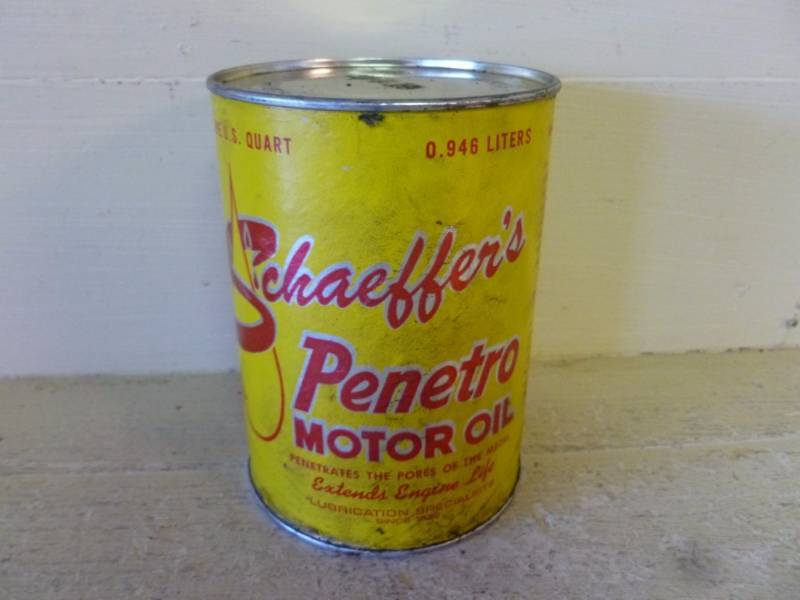 U.S. QUART
0.946 LITERS
Schaeffer's
Penetro
MOTOR OIL
PENETRATES THE PORES OF THE METAL
Extends Engine Life
LUBRICATION SPECIALISTS
SINCE